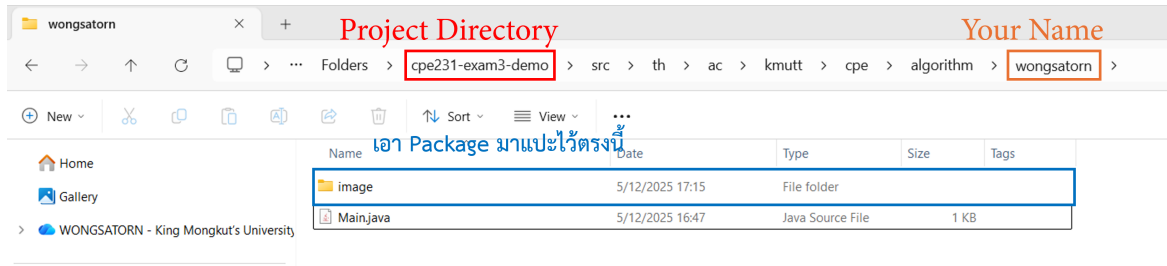 wongsatorn
Project Directory
Your Name
Folders > cpe231-exam3-demo > src > th > ac > kmutt > cpe > algorithm > wongsatorn >
New Sort View
เอา Package มาแปะไว้ตรงนี้
Name Date Type Size Tags
Home
Gallery
WONGSATORN - King Mongkut's University
image 5/12/2025 17:15 File folder
Main.java 5/12/2025 16:47 Java Source File 1 KB